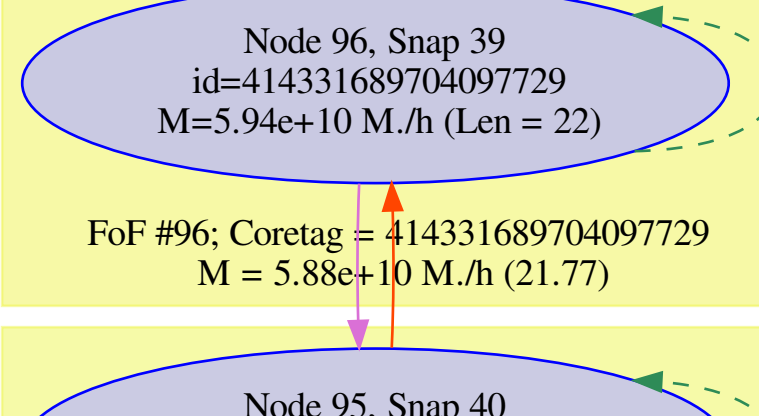 Node 96, Snap 39
id=414331689704097729
M=5.94e+10 M./h (Len = 22)
FoF #96; Coretag = 414331689704097729
M = 5.88e+10 M./h (21.77)
Node 95, Snap 40